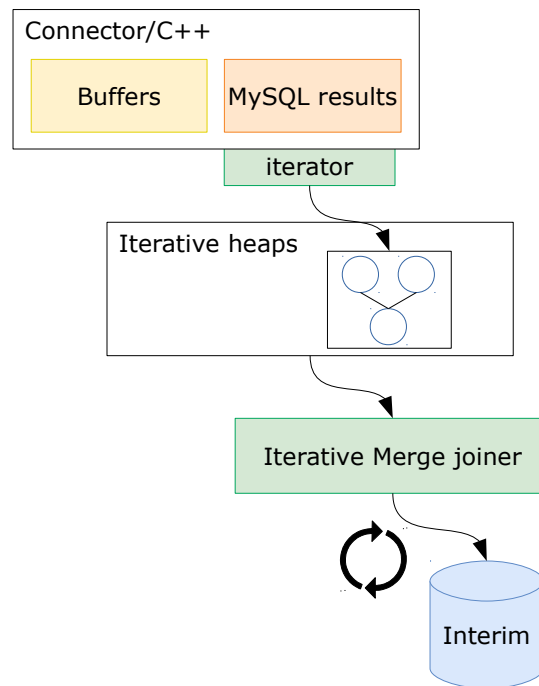 Connector/C++
Buffers
MySQL results
iterator
Iterative heaps
Iterative Merge joiner
Interim